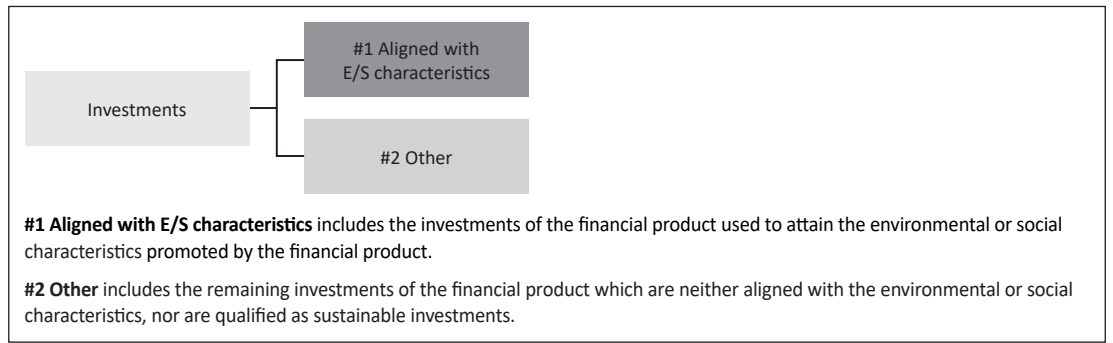 #1 Aligned with
E/S characteristics
Investments
#2 Other
#1 Aligned with E/S characteristics includes the investments of the financial product used to attain the environmental or social
characteristics promoted by the financial product.
#2 Other includes the remaining investments of the financial product which are neither aligned with the environmental or social
characteristics, nor are qualified as sustainable investments.